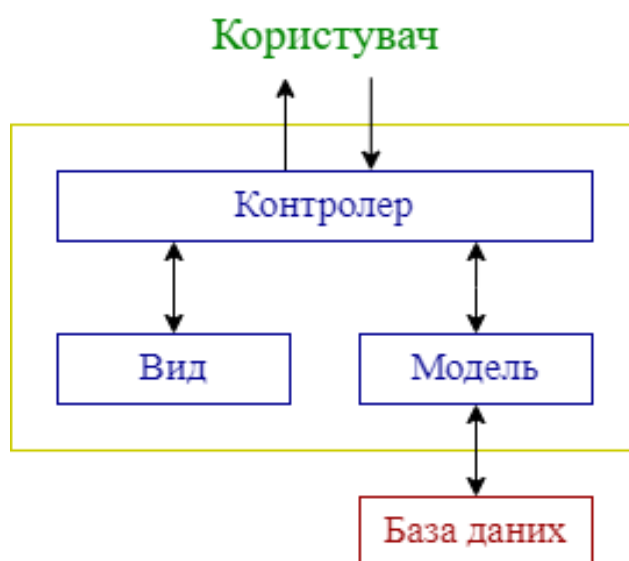 Користувач
Контролер
Вид
Модель
База даних